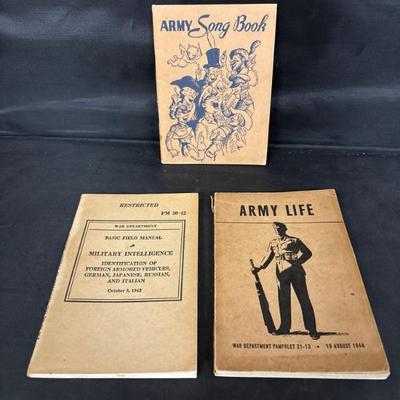 ARMY Song Book
RESTRICTED
FM 30-42
WAR DEPARTMENT
BASIC FIELD MANUAL
MILITARY INTELLIGENCE
IDENTIFICATION OF
FOREIGN ARMORED VEHICLES,
GERMAN, JAPANESE, RUSSIAN,
AND ITALIAN
October 8, 1942
ARMY LIFE
WAR DEPARTMENT PAMPHLET 21-13 • 10 AUGUST 1944